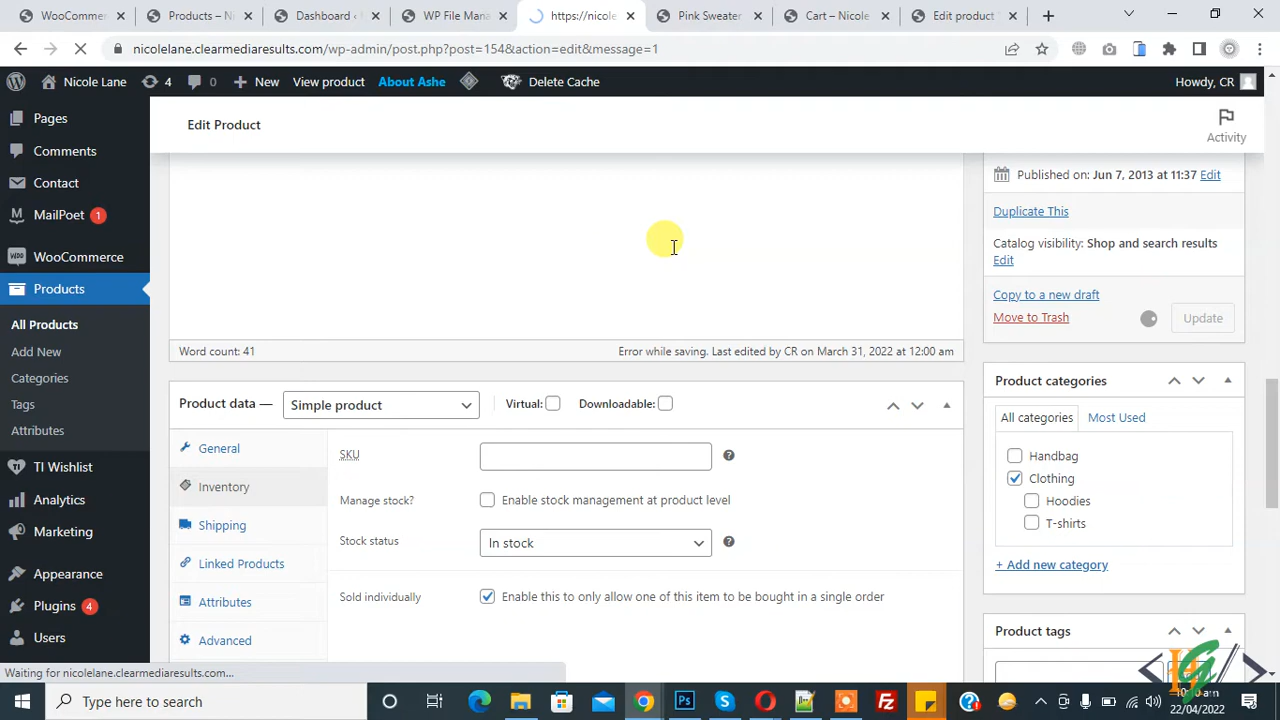 WooCommer
Products – Ni
Dashboard ‹
WP File Mana
https://nicole
Pink Sweater
Cart – Nicole
Edit product "
nicolelane.clearmediaresults.com/wp-admin/post.php?post=154&action=edit&message=1
Nicole Lane
4
0
New
View product
About Ashe
Delete Cache
Howdy, CR
Pages
Comments
Contact
MailPoet 1
WooCommerce
Products
All Products
Add New
Categories
Tags
Attributes
TI Wishlist
Analytics
Marketing
Appearance
Plugins 4
Users
Edit Product
Activity
Word count: 41
Error while saving. Last edited by CR on March 31, 2022 at 12:00 am
Product data —
Simple product
Virtual:
Downloadable:
General
Inventory
Shipping
Linked Products
Attributes
Advanced
SKU
Manage stock?
Enable stock management at product level
Stock status
In stock
Sold individually
Enable this to only allow one of this item to be bought in a single order
Published on: Jun 7, 2013 at 11:37 Edit
Duplicate This
Catalog visibility: Shop and search results
Edit
Copy to a new draft
Move to Trash
Update
Product categories
All categories
Most Used
Handbag
Clothing
Hoodies
T-shirts
+ Add new category
Product tags
Waiting for nicolelane.clearmediaresults.com...
Type here to search
22/04/2022